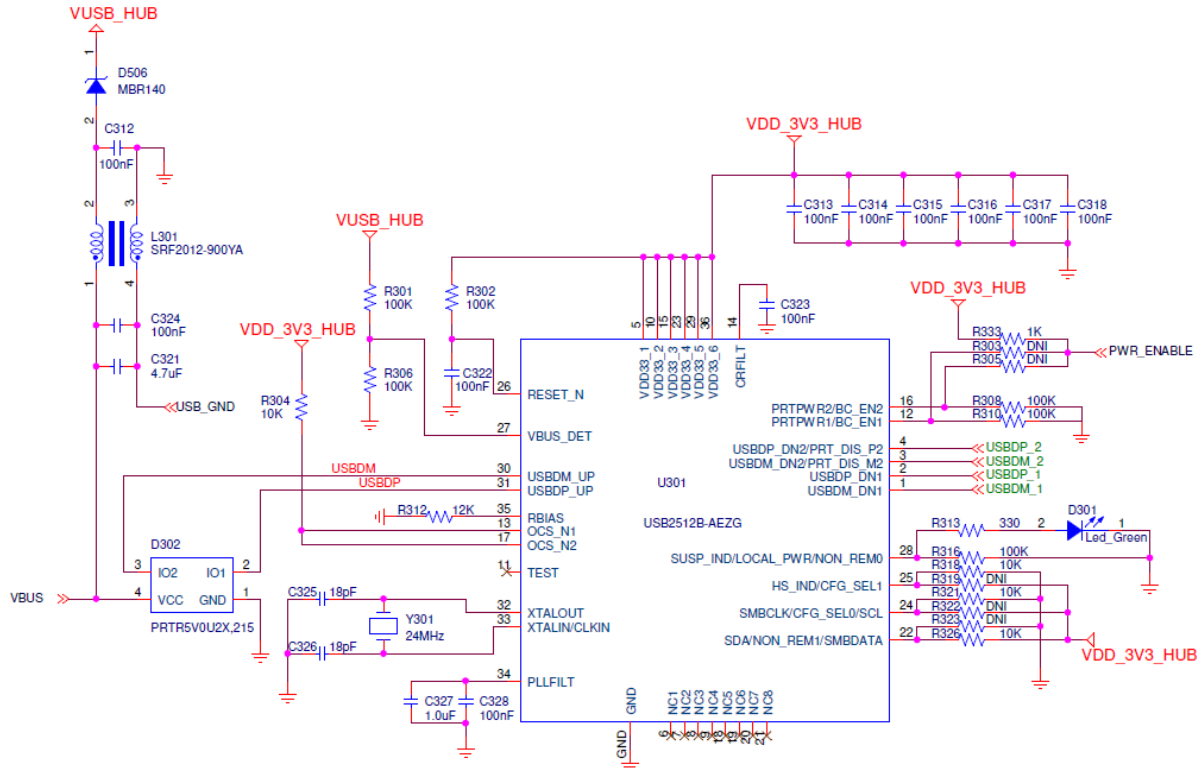 VUSB_HUB
1
D506
MBR140
2
C312
100nF
2
3
L301
SRF2012-900YA
1
4
C324
100nF
C321
4.7uF
USB_GND
VBUS
D302
3
IO2
IO1
2
4
VCC
GND
1
PRTR5V0U2X,215
VUSB_HUB
R301
100K
R302
100K
VDD_3V3_HUB
R306
100K
C322
100nF
R304
10K
USBDM
USBDP
R312
12K
C325
18pF
Y301
24MHz
C326
18pF
C327
1.0uF
C328
100nF
VDD_3V3_HUB
C313
100nF
C314
100nF
C315
100nF
C316
100nF
C317
100nF
C318
100nF
C323
100nF
5
10
15
23
29
36
14
VDD33_1
VDD33_2
VDD33_3
VDD33_4
VDD33_5
VDD33_6
CRFILT
26
RESET_N
27
VBUS_DET
30
USBDM_UP
31
USBDP_UP
35
RBIAS
13
OCS_N1
17
OCS_N2
11
TEST
32
XTALOUT
33
XTALIN/CLKIN
34
PLLFILT
U301
USB2512B-AEZG
PRTPWR2/BC_EN2
16
PRTPWR1/BC_EN1
12
USBDP_DN2/PRT_DIS_P2
4
USBDM_DN2/PRT_DIS_M2
3
USBDP_DN1
2
USBDM_DN1
1
SUSP_IND/LOCAL_PWR/NON_REM0
28
HS_IND/CFG_SEL1
25
SMBCLK/CFG_SEL0/SCL
24
SDA/NON_REM1/SMBDATA
22
GND
NC1
NC2
NC3
NC4
NC5
NC6
NC7
NC8
GND
6
7
8
9
18
19
20
21
VDD_3V3_HUB
R333
1K
R303
DNI
R305
DNI
PWR_ENABLE
R308
100K
R310
100K
USBDP_2
USBDM_2
USBDP_1
USBDM_1
R313
330
2
D301
1
Led_Green
R316
100K
R318
10K
R319
DNI
R321
10K
R322
DNI
R323
DNI
R326
10K
VDD_3V3_HUB